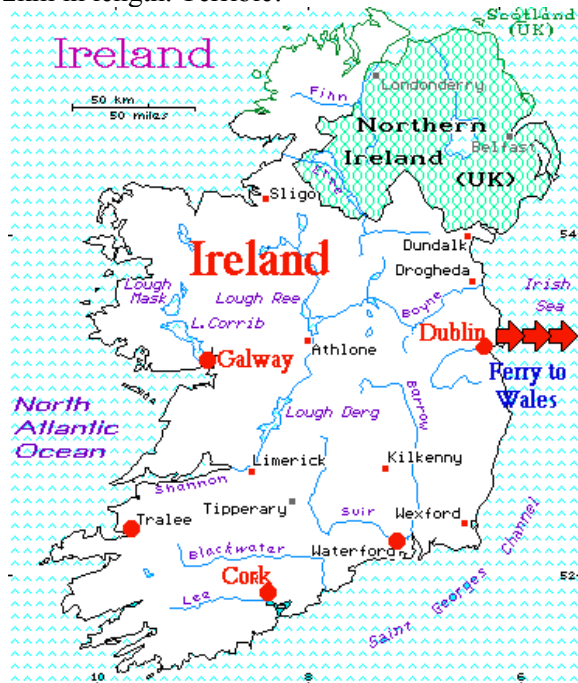 Scotland
(UK)
Ireland
Londonderry
Finn
50 km
50 miles
Northern
Ireland
(UK)
Belfast
Erne
Sligo
54
Dundalk
Ireland
Drogheda
Irish
Sea
Lough
Mask
Lough Ree
Boyne
L.Corrib
Dublin
Galway
Athlone
Ferry to
Wales
North
Atlantic
Ocean
Lough Derg
Barrow
Limerick
Kilkenny
Shannon
Tipperary
Suir
Wexford
Tralee
Waterford
Channel
Blackwater
Cork
52
Lee
Georges
Sainz
10
8
6